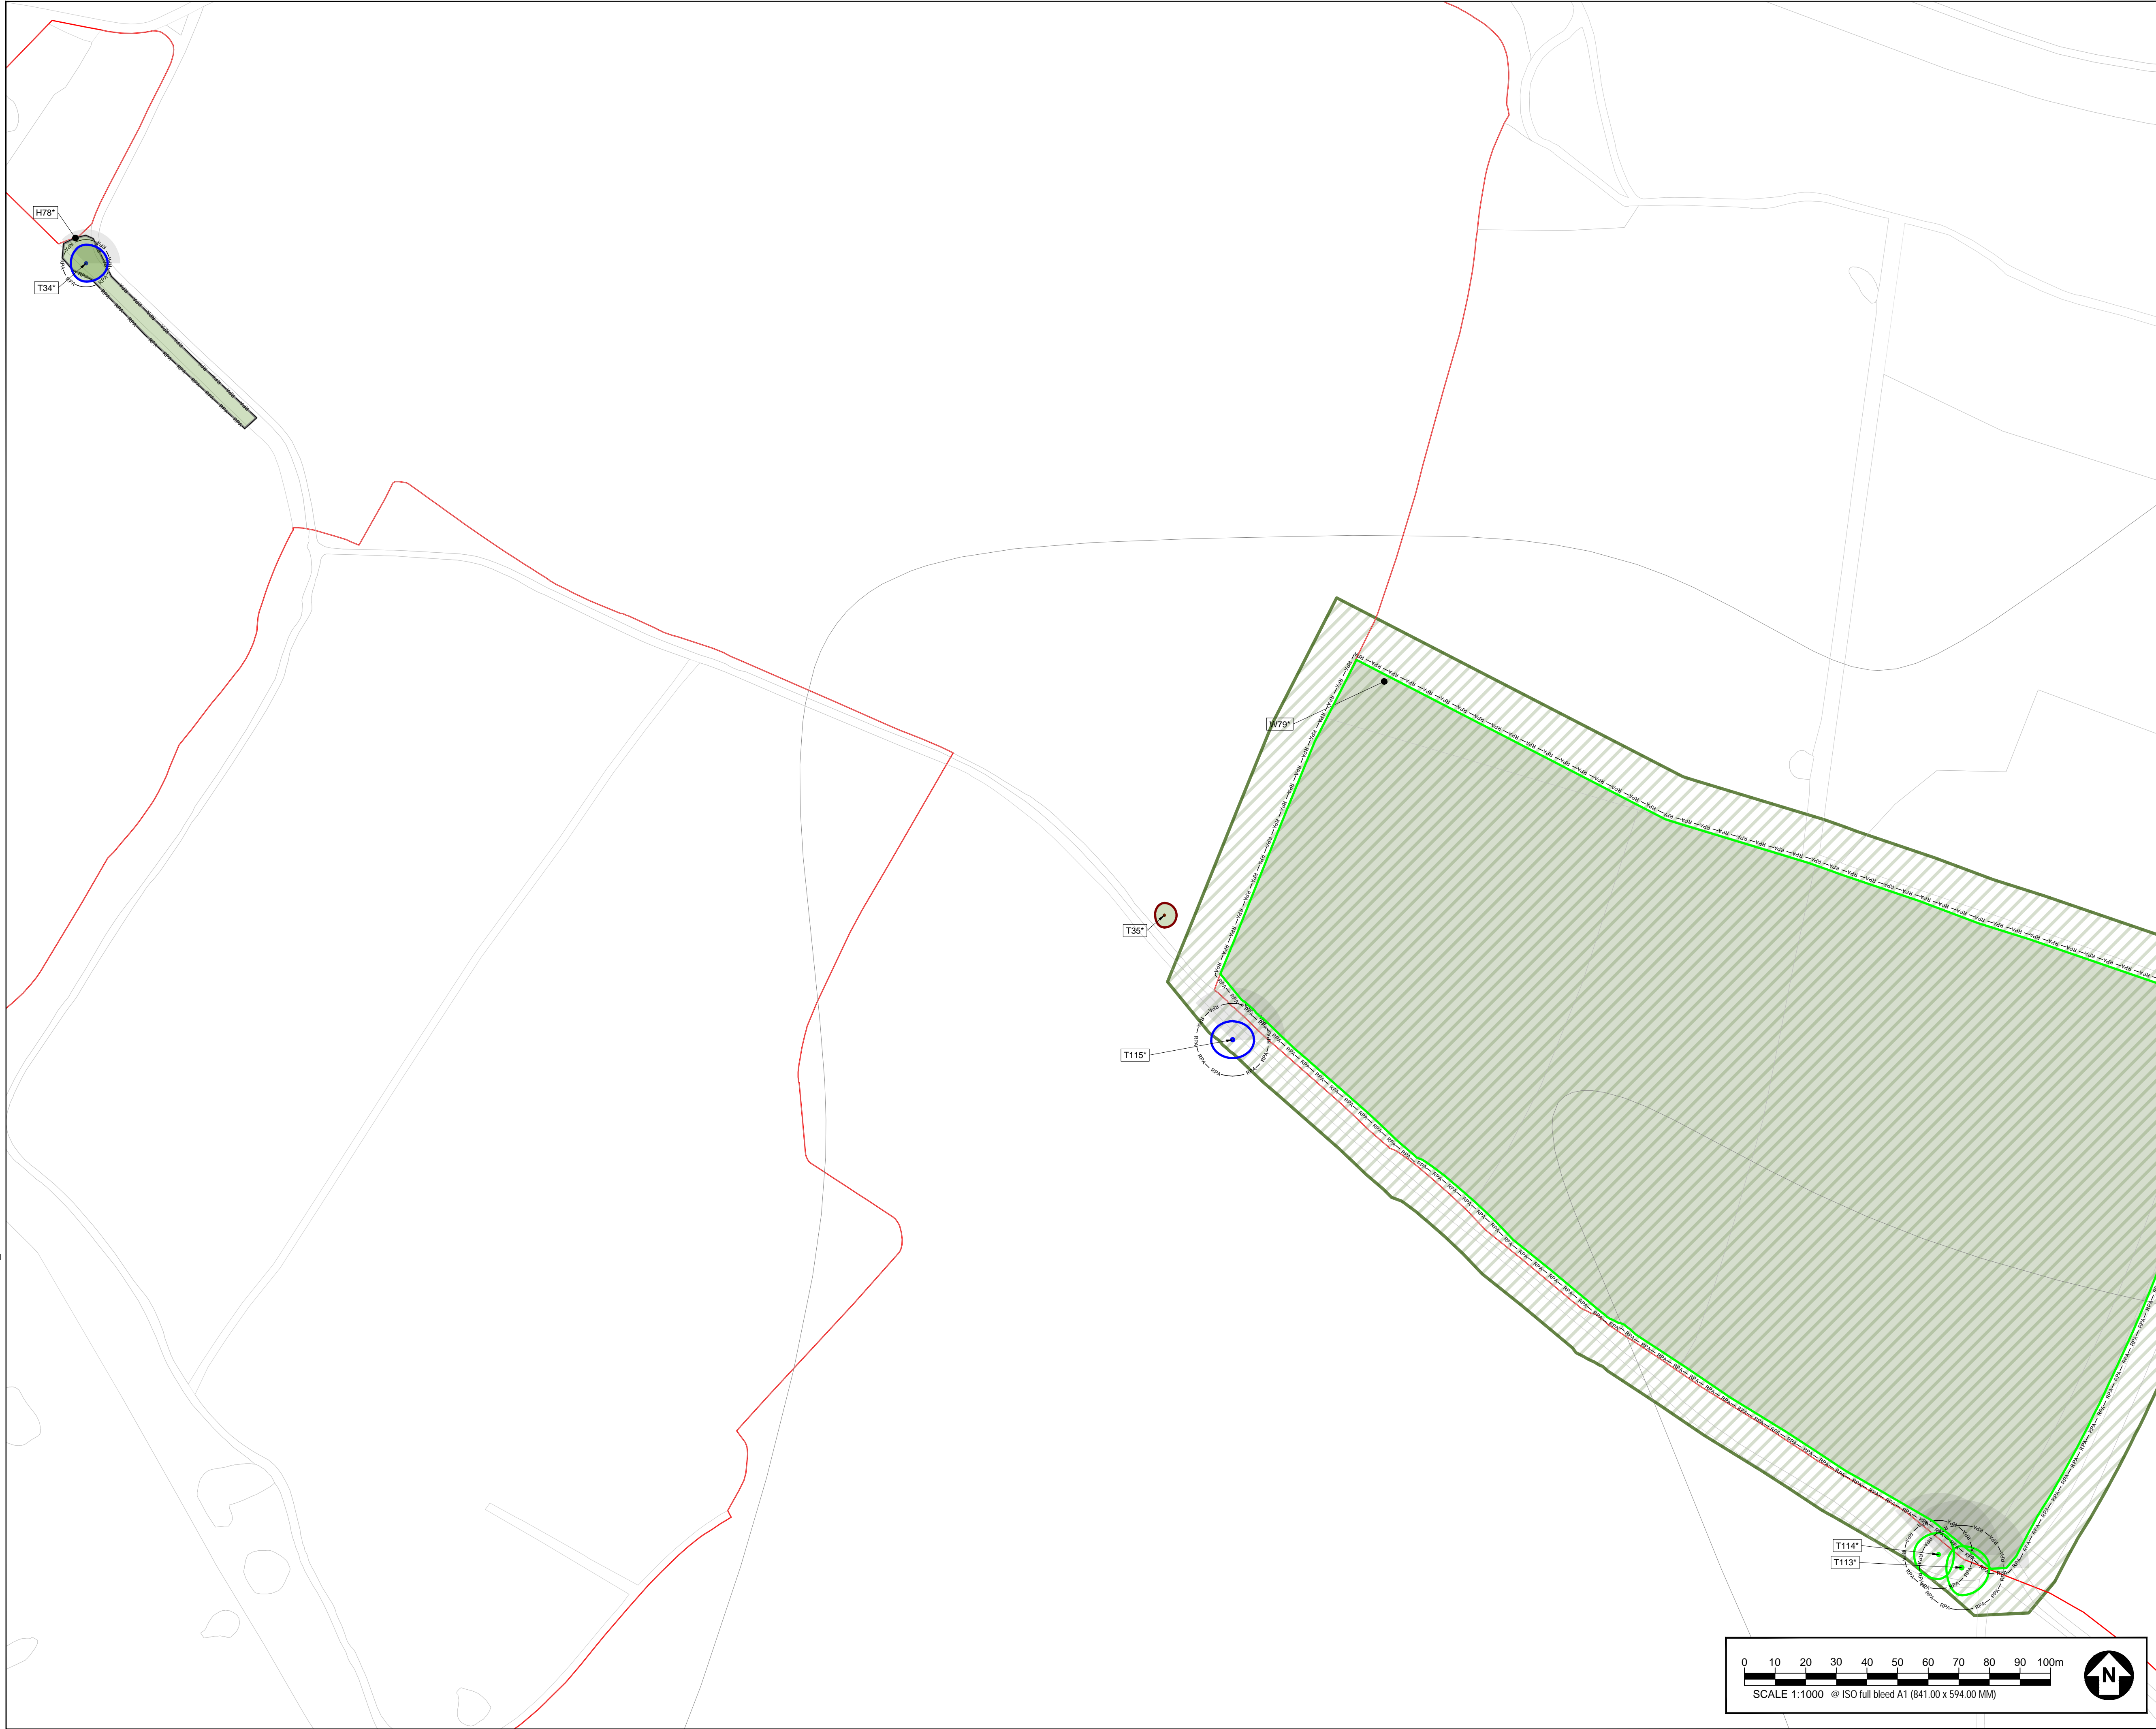 H78*
T34*
W79*
T35*
T115*
T114*
T113*
RPA
0 10 20 30 40 50 60 70 80 90 100m
SCALE 1:1000 @ ISO full bleed A1 (841.00 x 594.00 MM)
N